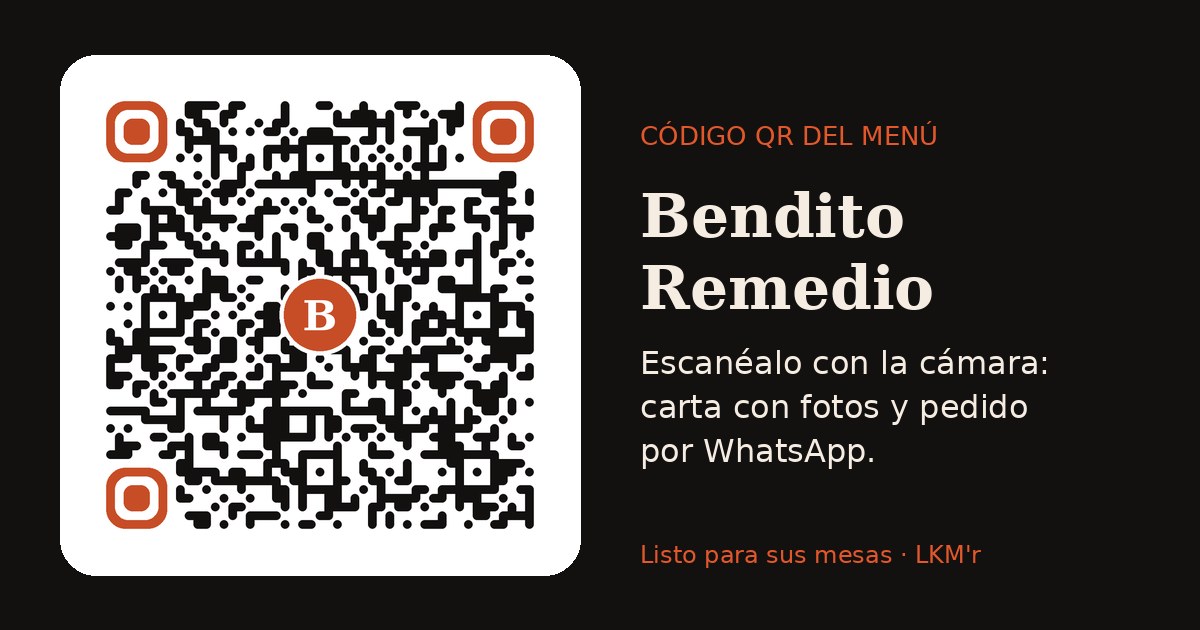 B
CÓDIGO QR DEL MENÚ
Bendito
Remedio
Escanéalo con la cámara:
carta con fotos y pedido
por WhatsApp.
Listo para sus mesas · LKM'r